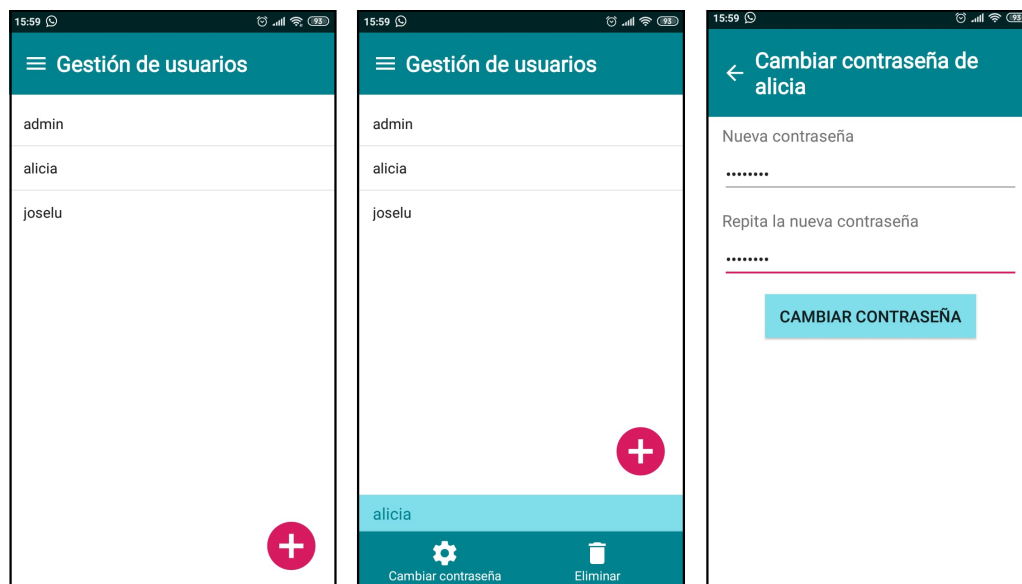 15:59 93
Gestión de usuarios
admin
alicia
joselu
15:59 93
Gestión de usuarios
admin
alicia
joselu
alicia
Cambiar contraseña Eliminar
15:59 93
Cambiar contraseña de
alicia
Nueva contraseña
••••••••
Repita la nueva contraseña
••••••••
CAMBIAR CONTRASEÑA